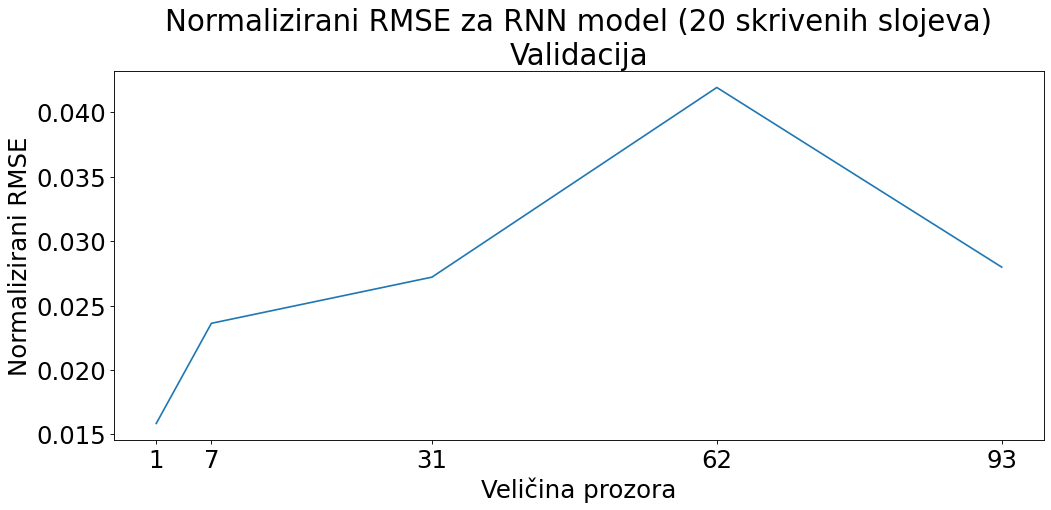 Normalizirani RMSE za RNN model (20 skrivenih slojeva)
Validacija
Normalizirani RMSE
0.040
0.035
0.030
0.025
0.020
0.015
1 7 31 62 93
Veličina prozora